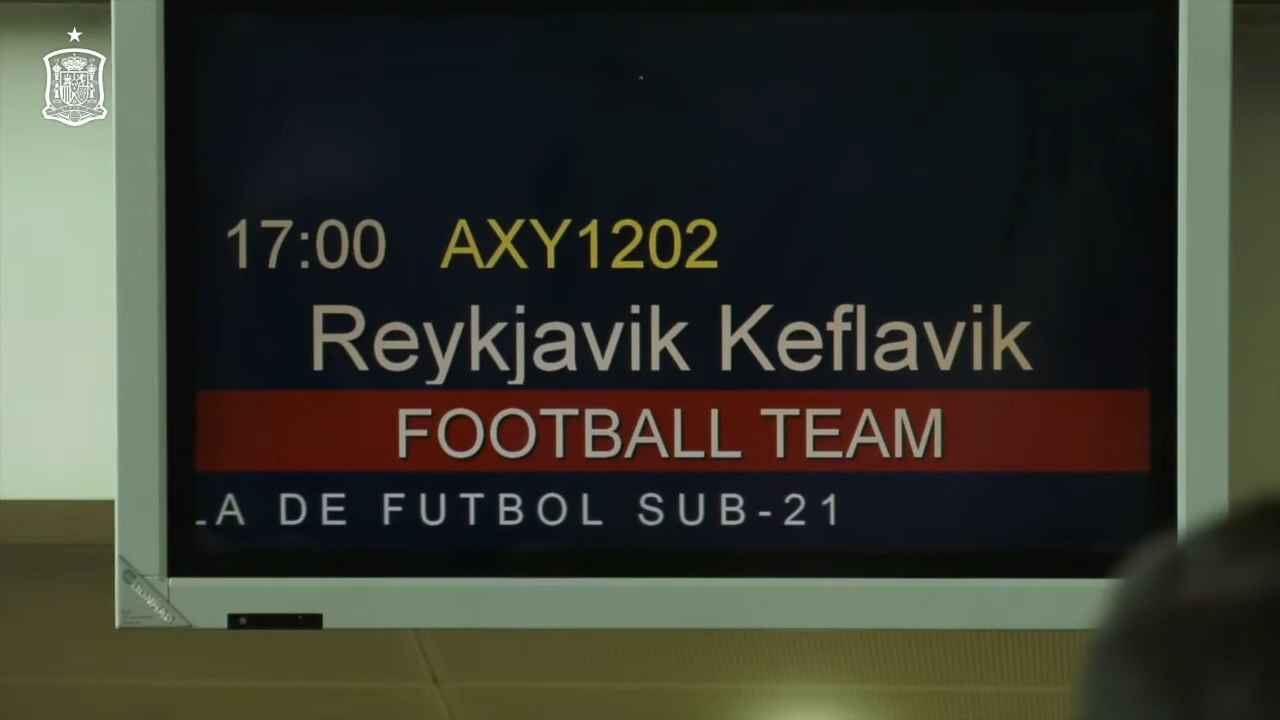 17:00 AXY1202
Reykjavik Keflavik
FOOTBALL TEAM
A DE FUTBOL SUB-21